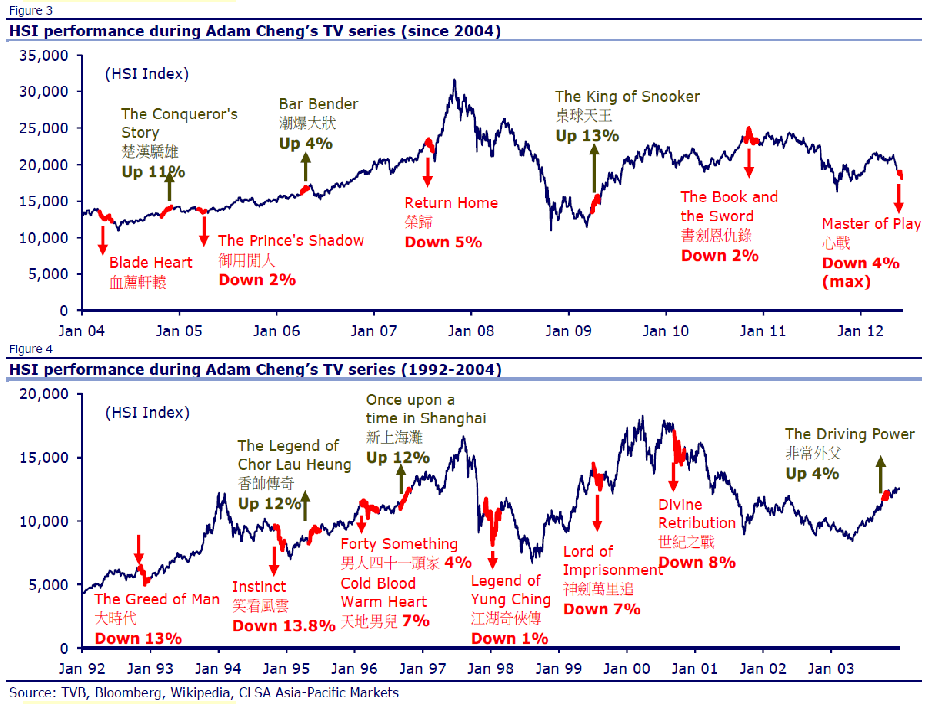 Figure 3
HSI performance during Adam Cheng's TV series (since 2004)
35,000
30,000
25,000
20,000
15,000
10,000
5,000
0
(HSI Index)
The Conqueror's
Story
楚漢驕雄
Up 11%
Bar Bender
潮爆大狀
Up 4%
The King of Snooker
桌球天王
Up 13%
Blade Heart
血薦軒轅
The Prince's Shadow
御用閒人
Down 2%
Return Home
榮歸
Down 5%
The Book and
the Sword
書劍恩仇錄
Down 2%
Master of Play
心戰
Down 4%
(max)
Jan 04
Jan 05
Jan 06
Jan 07
Jan 08
Jan 09
Jan 10
Jan 11
Jan 12
Figure 4
HSI performance during Adam Cheng's TV series (1992-2004)
20,000
15,000
10,000
5,000
0
(HSI Index)
The Legend of
Chor Lau Heung
香帥傳奇
Up 12%
Once upon a
time in Shanghai
新上海灘
Up 12%
The Driving Power
非常外父
Up 4%
The Greed of Man
大時代
Down 13%
Instinct
笑看風雲
Down 13.8%
Forty Something
男人四十一頭家 4%
Cold Blood
Warm Heart
天地男兒 7%
Legend of
Yung Ching
江湖奇俠傳
Down 1%
Lord of
Imprisonment
神劍萬里追
Down 7%
Divine
Retribution
世紀之戰
Down 8%
Jan 92
Jan 93
Jan 94
Jan 95
Jan 96
Jan 97
Jan 98
Jan 99
Jan 00
Jan 01
Jan 02
Jan 03
Source: TVB, Bloomberg, Wikipedia, CLSA Asia-Pacific Markets